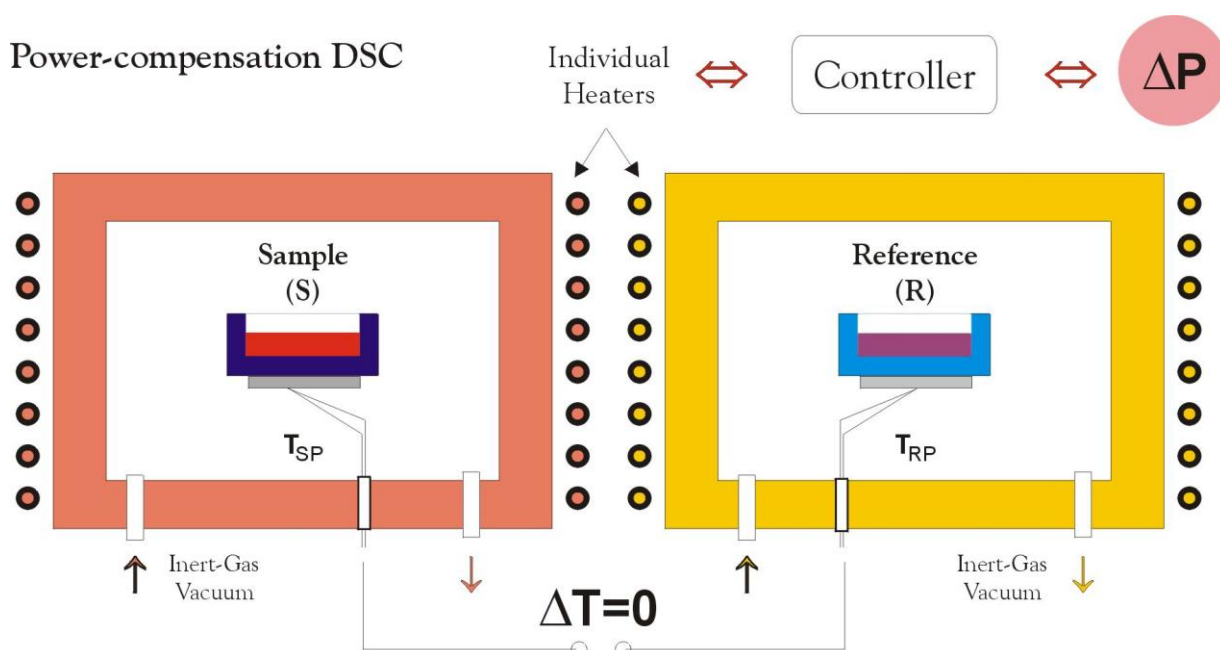 Power-compensation DSC
Individual
Heaters
Controller
ΔP
Sample
(S)
Reference
(R)
TSP
TRP
Inert-Gas
Vacuum
Inert-Gas
Vacuum
ΔT=0